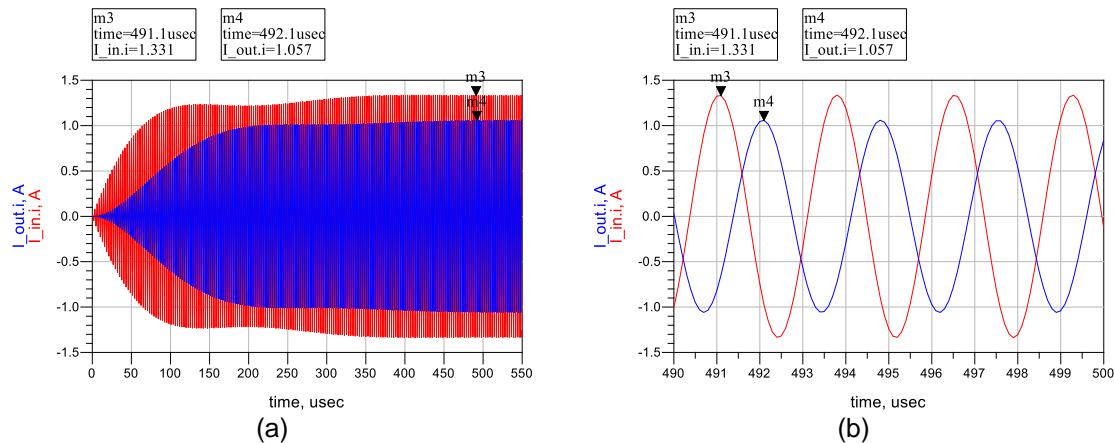 m3
time=491.1usec
I_in.i=1.331
m4
time=492.1usec
I_out.i=1.057
m3
time=491.1usec
I_in.i=1.331
m4
time=492.1usec
I_out.i=1.057
1.5
1.0
0.5
0.0
-0.5
-1.0
-1.5
I_out.i, A
I_in.i, A
m3
m4
0 50 100 150 200 250 300 350 400 450 500 550
time, usec
(a)
1.5
1.0
0.5
0.0
-0.5
-1.0
-1.5
I_out.i, A
I_in.i, A
m3
m4
490 491 492 493 494 495 496 497 498 499 500
time, usec
(b)